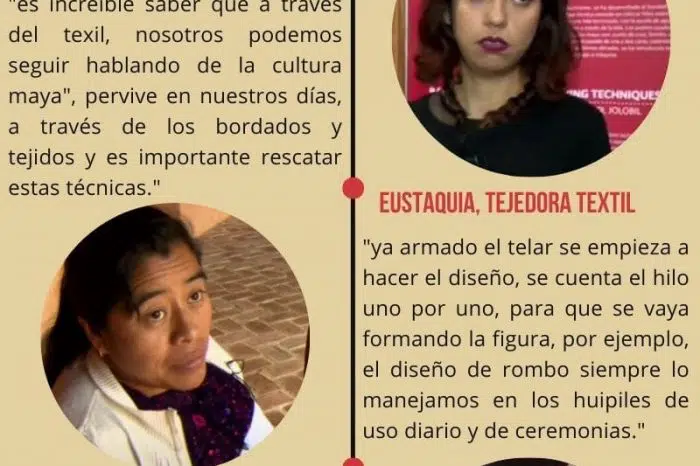 "es increíble saber que a través
del texil, nosotros podemos
seguir hablando de la cultura
maya", pervive en nuestros días,
a través de los bordados y
tejidos y es importante rescatar
estas técnicas."
NG TECHNIQUES
JOLOBIL
EUSTAQUIA, TEJEDORA TEXTIL
"ya armado el telar se empieza a
hacer el diseño, se cuenta el hilo
uno por uno, para que se vaya
formando la figura, por ejemplo,
el diseño de rombo siempre lo
manejamos en los huipiles de
uso diario y de ceremonias."